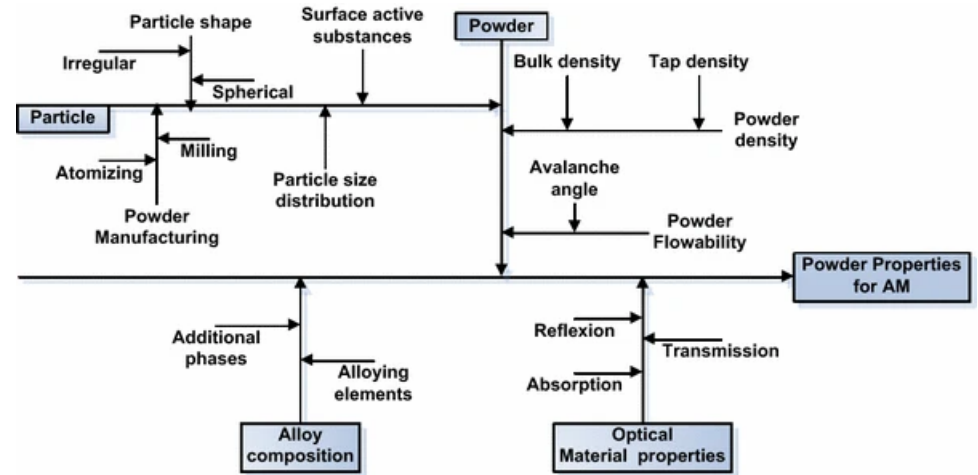 Particle shape
Surface active
substances
Powder
Irregular
Spherical
Bulk density
Tap density
Particle
Milling
Atomizing
Powder
Manufacturing
Particle size
distribution
Powder
density
Avalanche
angle
Powder
Flowability
Powder Properties
for AM
Additional
phases
Alloying
elements
Reflexion
Transmission
Absorption
Alloy
composition
Optical
Material properties